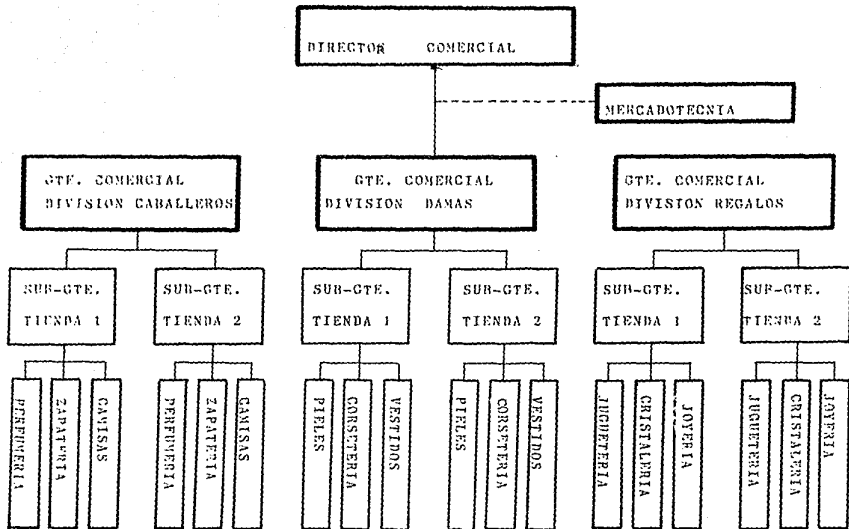 DIRECTOR COMERCIAL
MERCADOTECNIA
GTE. COMERCIAL
DIVISION CABALLEROS
GTE. COMERCIAL
DIVISION DAMAS
GTE. COMERCIAL
DIVISION REGALOS
SUB-GTE.
TIENDA 1
SUB-GTE.
TIENDA 2
SUB-GTE.
TIENDA 1
SUB-GTE.
TIENDA 2
SUB-GTE.
TIENDA 1
SUB-GTE.
TIENDA 2
PERFUMERIA
ZAPATERIA
CAMISAS
PERFUMERIA
ZAPATERIA
CAMISAS
PIELES
CORSETERIA
VESTIDOS
PIELES
CORSETERIA
VESTIDOS
JUGUETERIA
CRISTALERIA
JOYERIA
JUGUETERIA
CRISTALERIA
JOYERIA